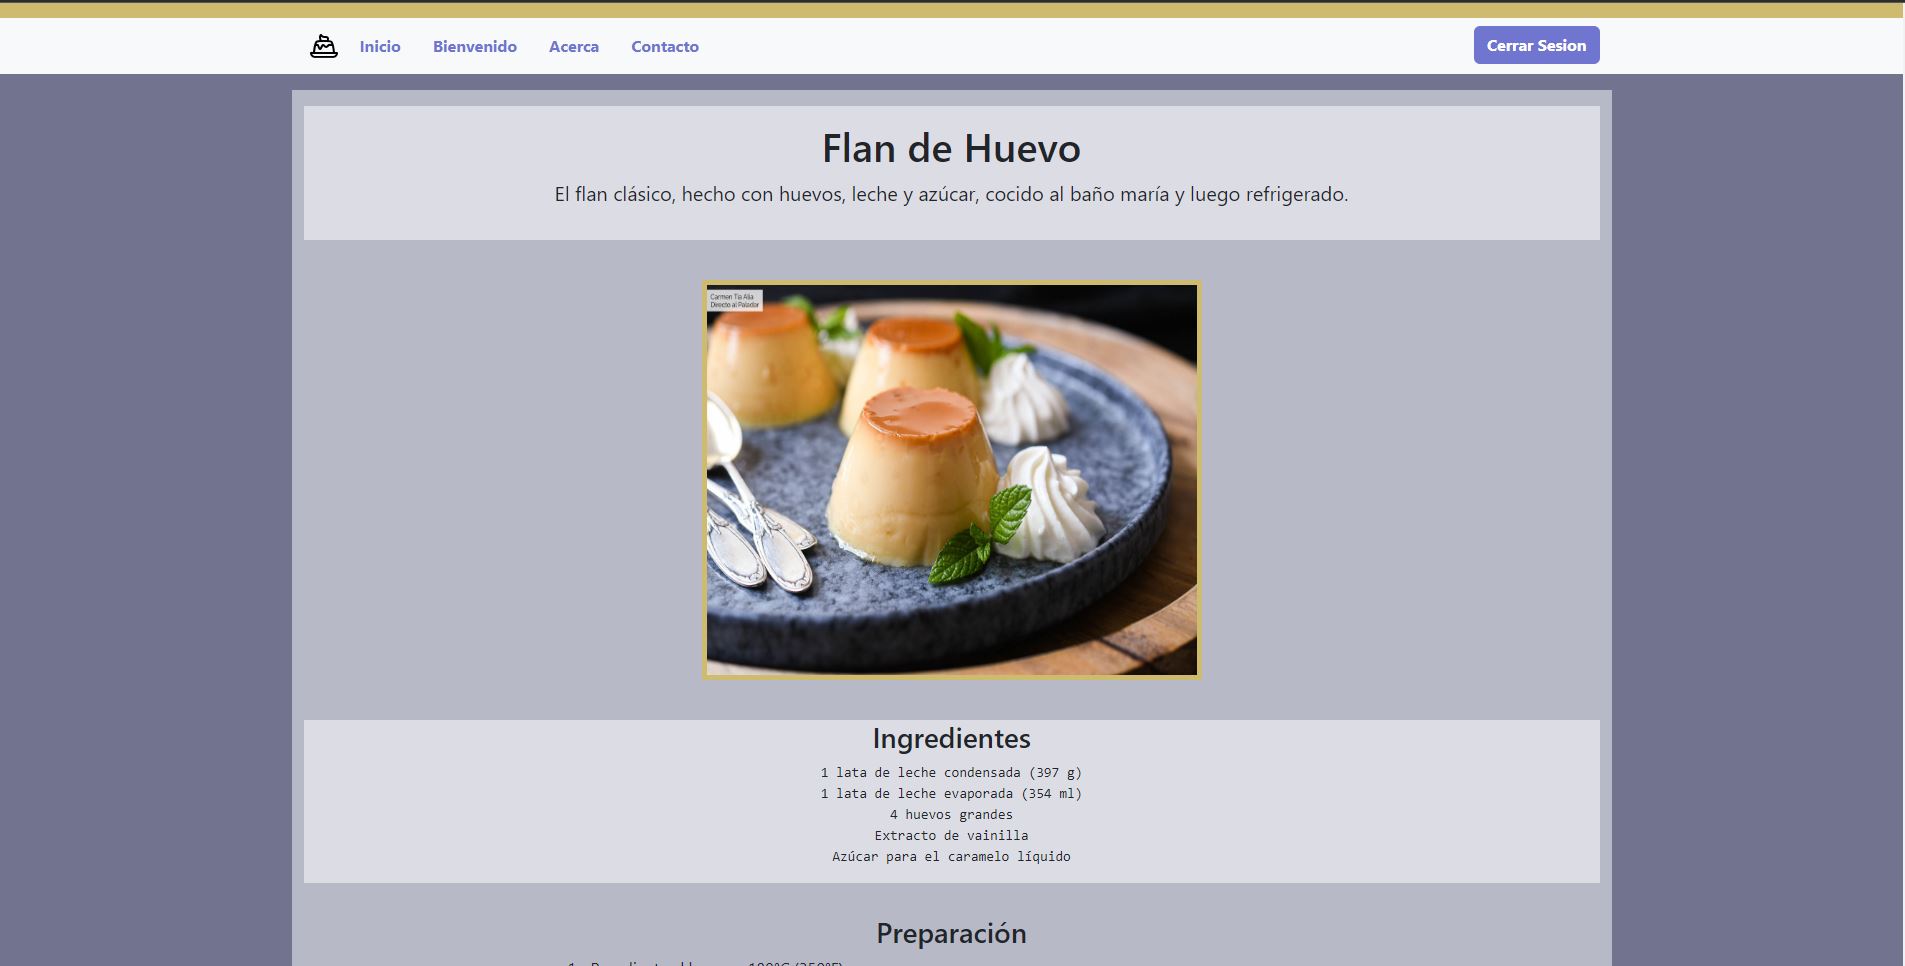 Inicio
Bienvenido
Acerca
Contacto
Cerrar Sesion
Flan de Huevo
El flan clásico, hecho con huevos, leche y azúcar, cocido al baño maría y luego refrigerado.
Carmen Tía Alia
Directo al Paladar
Ingredientes
1 lata de leche condensada (397 g)
1 lata de leche evaporada (354 ml)
4 huevos grandes
Extracto de vainilla
Azúcar para el caramelo líquido
Preparación